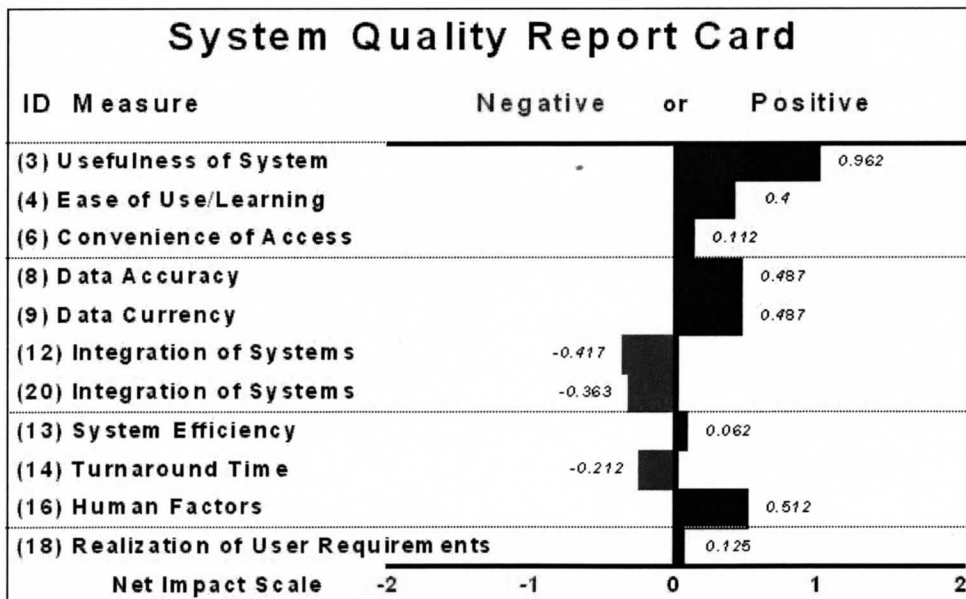 System Quality Report Card
ID Measure Negative or Positive
(3) Usefulness of System 0.962
(4) Ease of Use/Learning 0.4
(6) Convenience of Access 0.112
(8) Data Accuracy 0.487
(9) Data Currency 0.487
(12) Integration of Systems -0.417
(20) Integration of Systems -0.363
(13) System Efficiency 0.062
(14) Turnaround Time -0.212
(16) Human Factors 0.512
(18) Realization of User Requirements 0.125
Net Impact Scale -2 -1 0 1 2